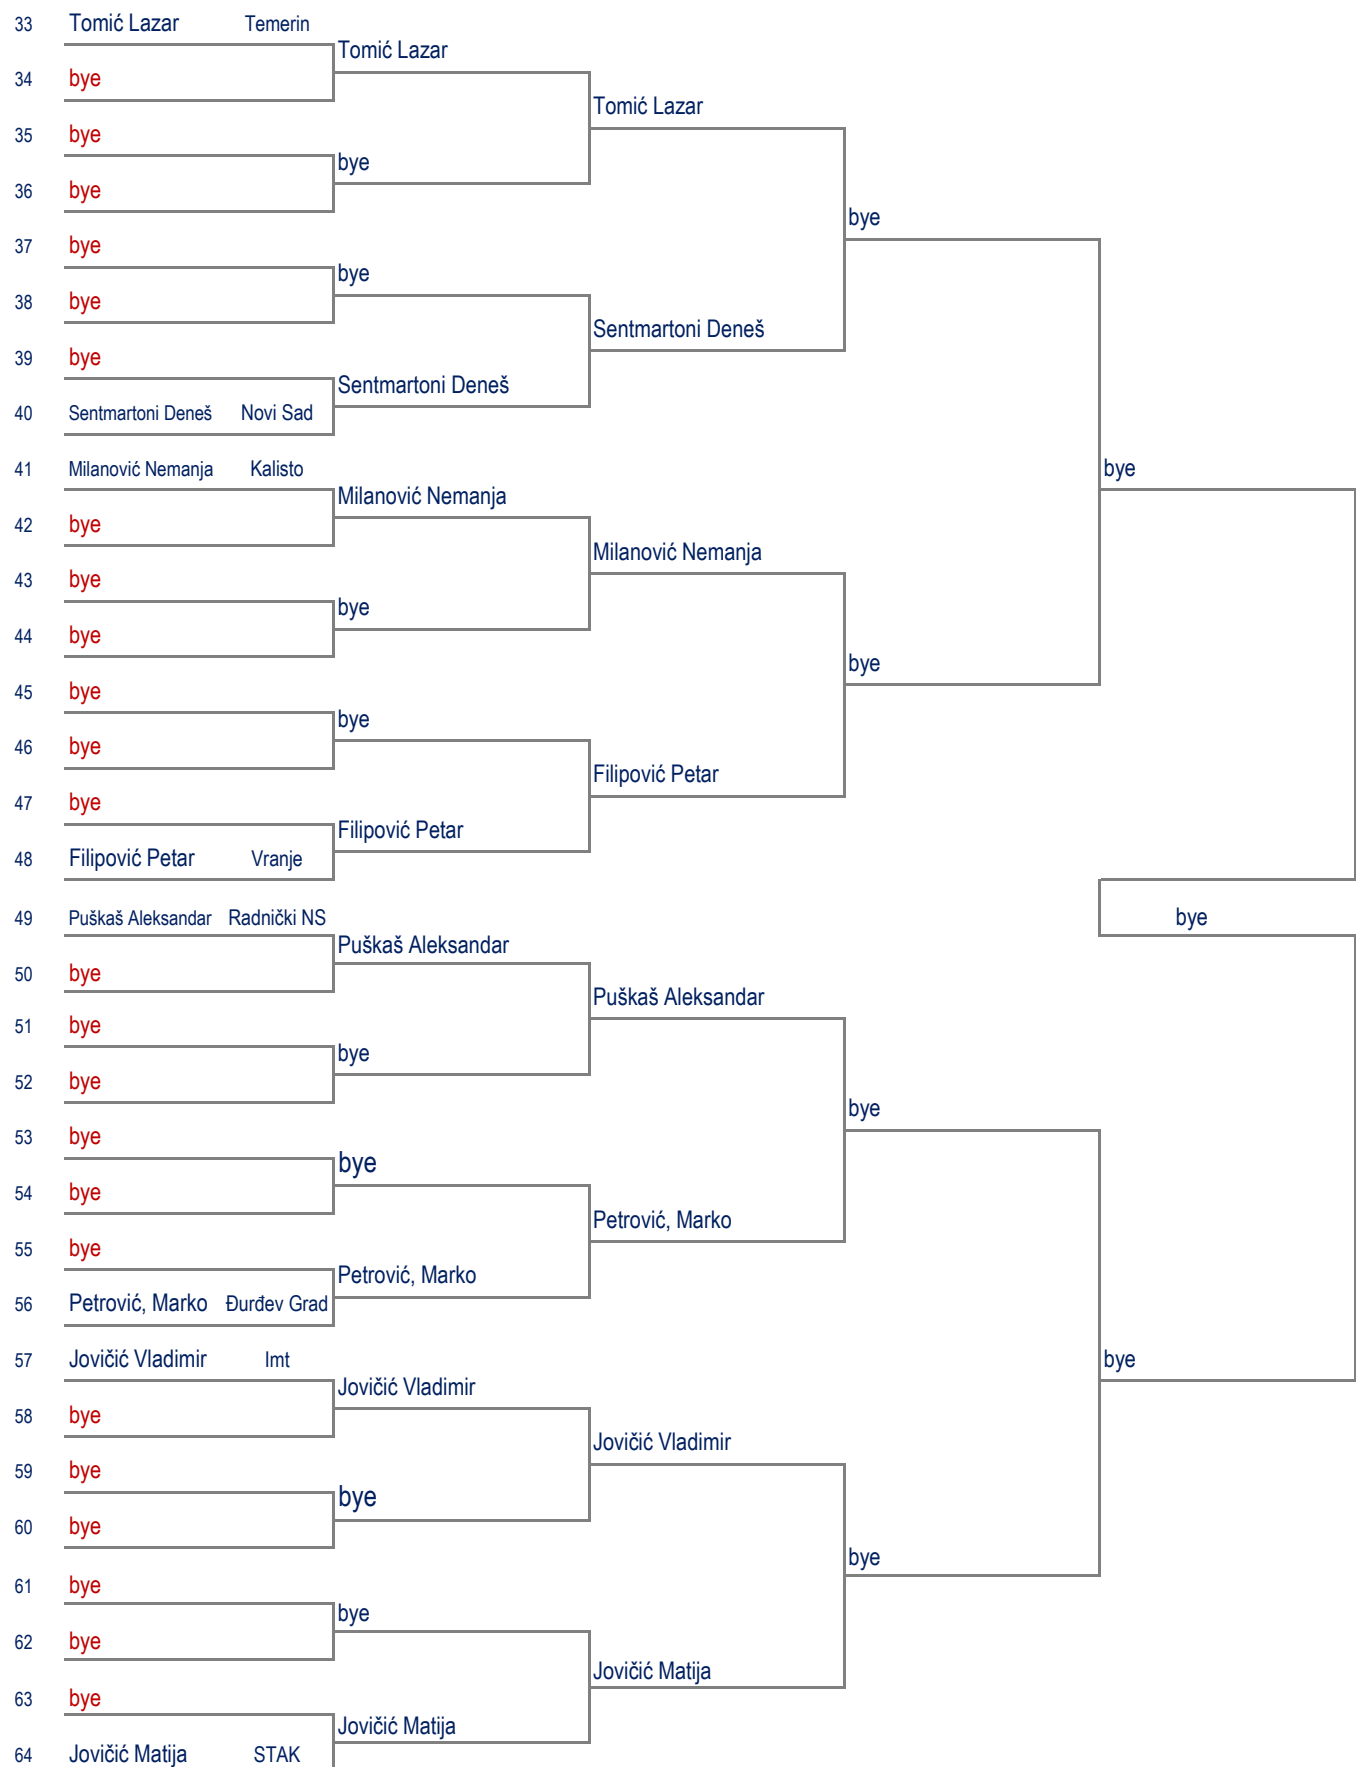 33 Tomić Lazar Temerin
Tomić Lazar
34 bye
Tomić Lazar
35 bye
bye
36 bye
bye
37 bye
bye
38 bye
Sentmartoni Deneš
39 bye
Sentmartoni Deneš
40 Sentmartoni Deneš Novi Sad
41 Milanović Nemanja Kalisto
bye
Milanović Nemanja
42 bye
Milanović Nemanja
43 bye
bye
44 bye
bye
45 bye
bye
46 bye
Filipović Petar
47 bye
Filipović Petar
48 Filipović Petar Vranje
49 Puškaš Aleksandar Radnički NS
bye
Puškaš Aleksandar
50 bye
Puškaš Aleksandar
51 bye
bye
52 bye
bye
53 bye
bye
54 bye
Petrović, Marko
55 bye
Petrović, Marko
56 Petrović, Marko Đurđev Grad
57 Jovičić Vladimir Imt
bye
Jovičić Vladimir
58 bye
Jovičić Vladimir
59 bye
bye
60 bye
bye
61 bye
bye
62 bye
Jovičić Matija
63 bye
Jovičić Matija
64 Jovičić Matija STAK